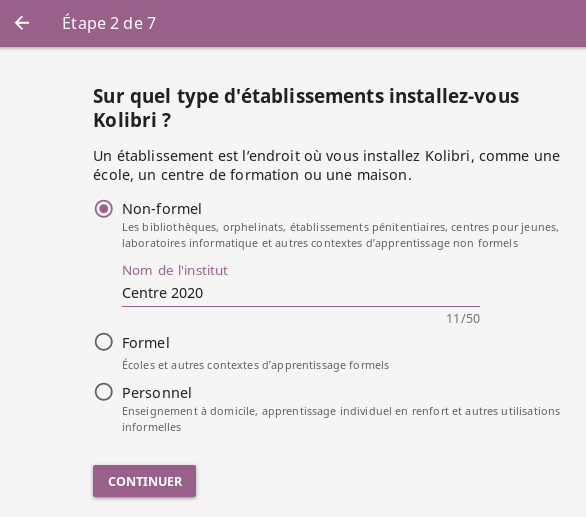 Étape 2 de 7
Sur quel type d'établissements installez-vous
Kolibri ?
Un établissement est l’endroit où vous installez Kolibri, comme une
école, un centre de formation ou une maison.
Non-formel
Les bibliothèques, orphelinats, établissements pénitentiaires, centres pour jeunes,
laboratoires informatique et autres contextes d’apprentissage non formels
Nom de l'institut
Centre 2020
11/50
Formel
Écoles et autres contextes d’apprentissage formels
Personnel
Enseignement à domicile, apprentissage individuel en renfort et autres utilisations
informelles
CONTINUER